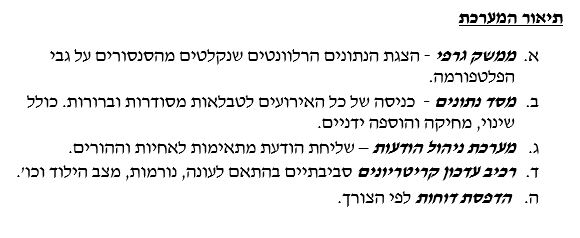 תיאור המערכת
א. ממשק גרפי - הצגת הנתונים הרלוונטים שנקלטים מהסנסורים על גבי
הפלטפורמה.
ב. מסד נתונים - כניסה של כל האירועים לטבלאות מסודרות וברורות. כולל
שינוי, מחיקה והוספה ידניים.
ג. מערכת ניהול הודעות – שליחת הודעת מתאימות לאחיות וההורים.
ד. רכיב עדכון קריטריונים סביבתיים בהתאם לעונה, נורמות, מצב הילוד וכו'.
ה. הדפסת דוחות לפי הצורך.